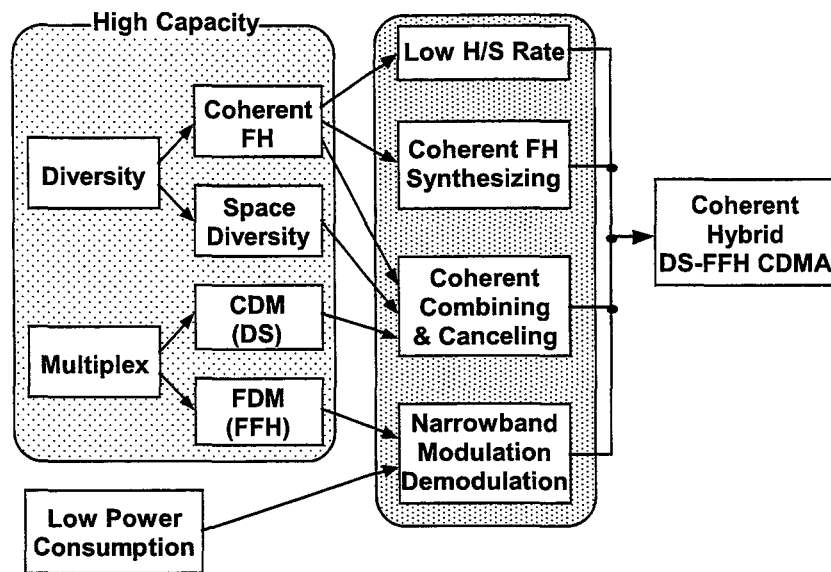 High Capacity
Diversity
Multiplex
Coherent
FH
Space
Diversity
CDM
(DS)
FDM
(FFH)
Low Power
Consumption
Low H/S Rate
Coherent FH
Synthesizing
Coherent
Combining
& Canceling
Narrowband
Modulation
Demodulation
Coherent
Hybrid
DS-FFH CDMA